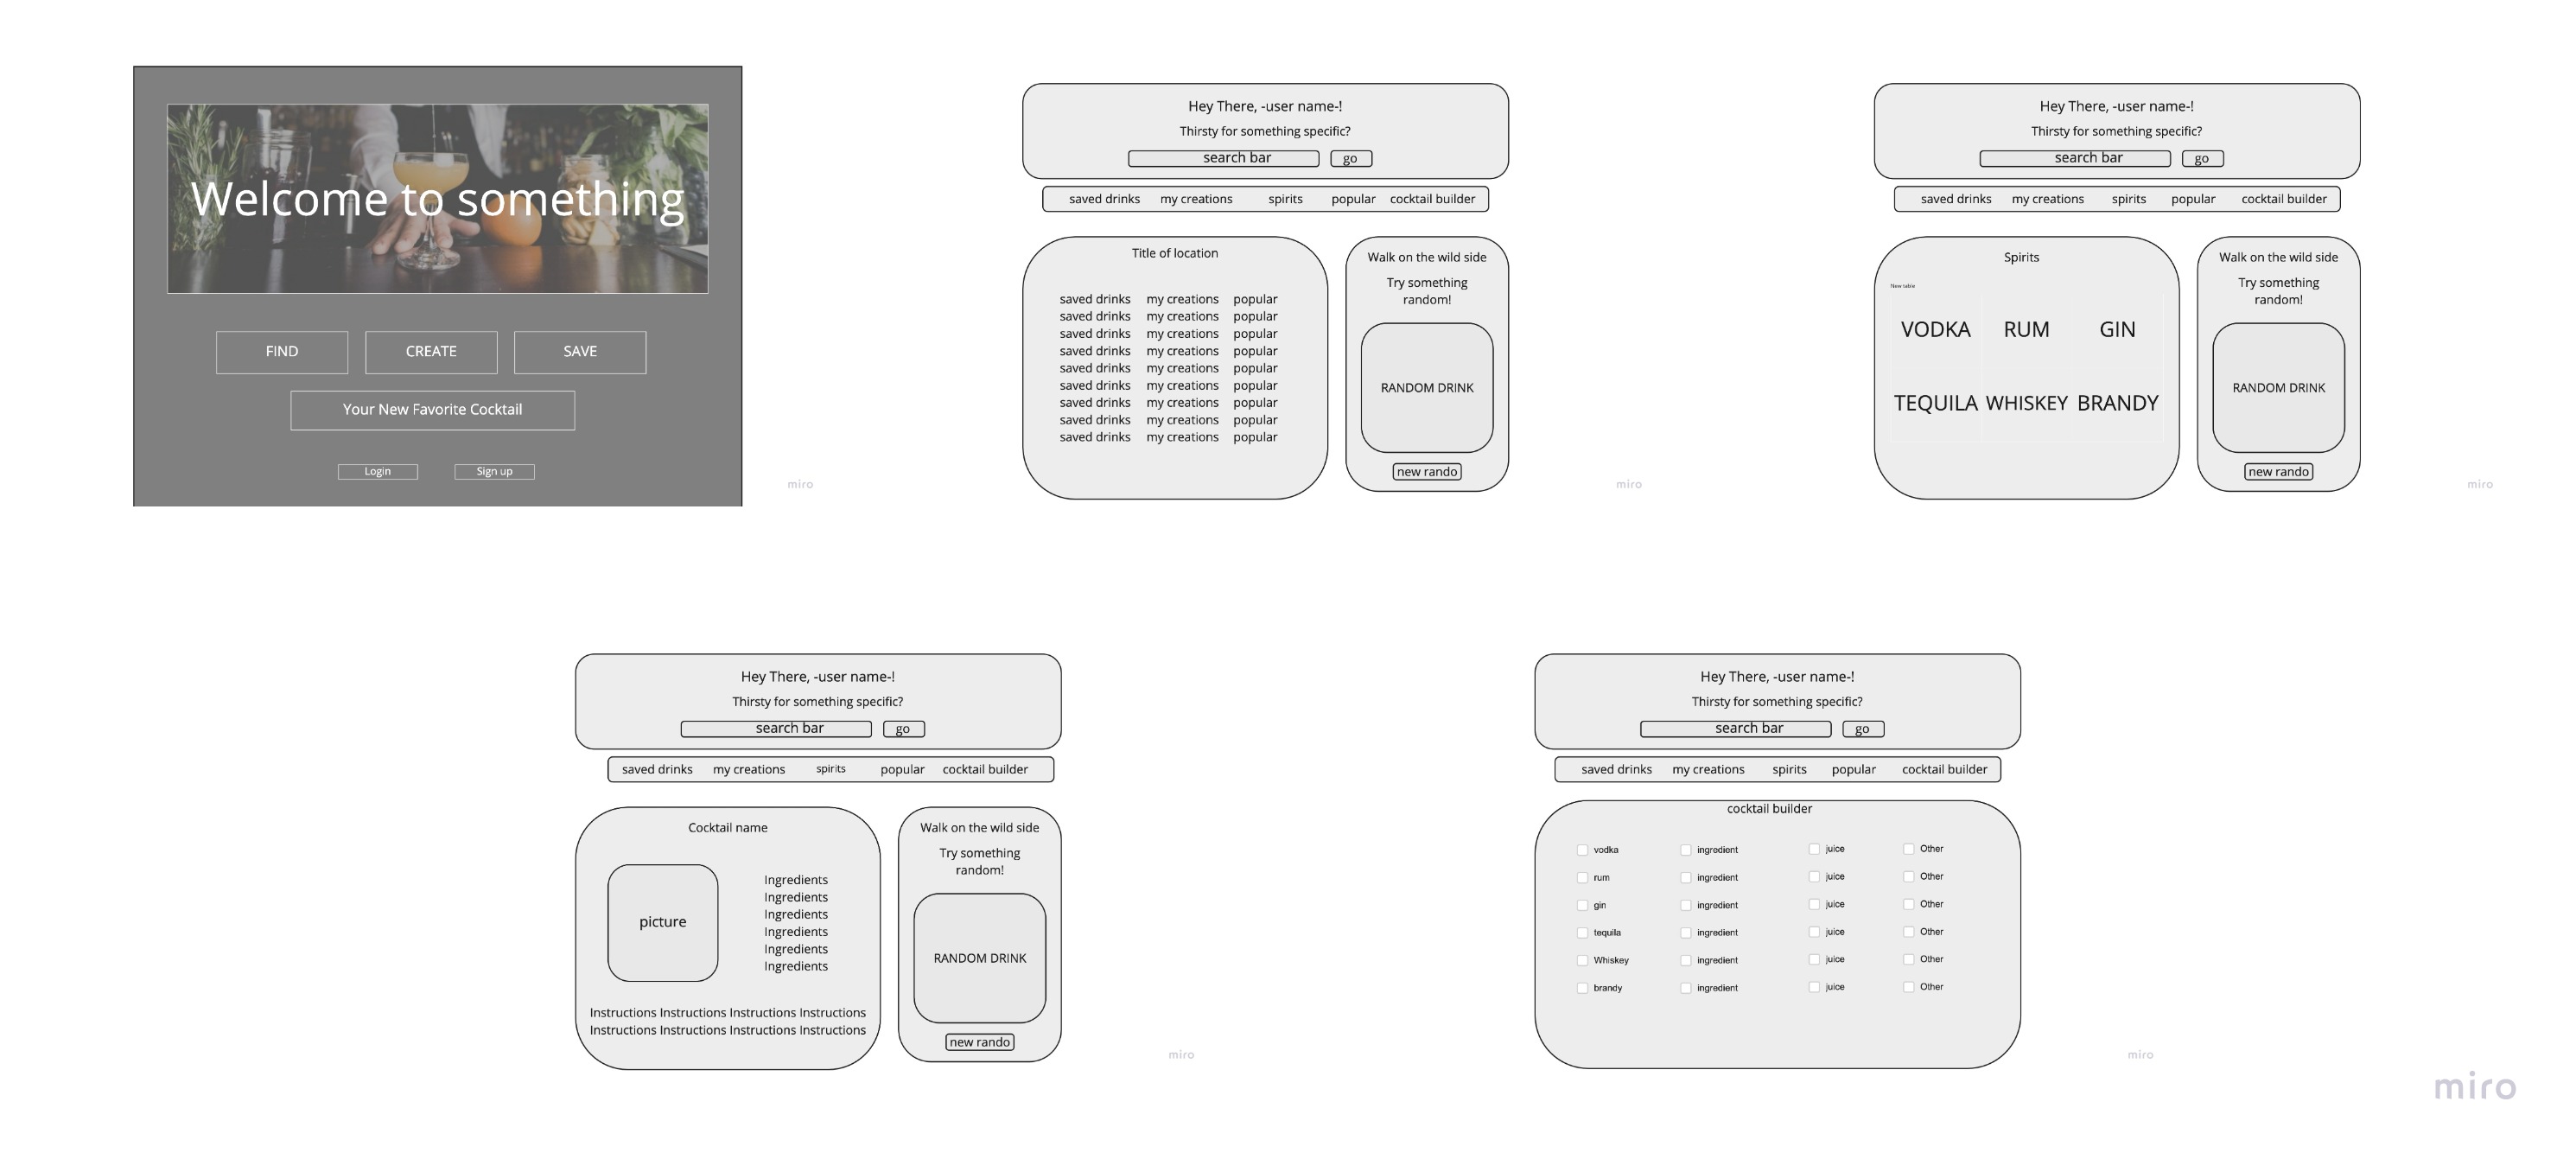 Welcome to something
FIND CREATE SAVE
Your New Favorite Cocktail
Login Sign up
miro
Hey There, -user name-!
Thirsty for something specific?
search bar go
saved drinks my creations spirits popular cocktail builder
Title of location
saved drinks my creations popular
saved drinks my creations popular
saved drinks my creations popular
saved drinks my creations popular
saved drinks my creations popular
saved drinks my creations popular
saved drinks my creations popular
saved drinks my creations popular
saved drinks my creations popular
Walk on the wild side
Try something
random!
RANDOM DRINK
new rando
miro
Hey There, -user name-!
Thirsty for something specific?
search bar go
saved drinks my creations spirits popular cocktail builder
Spirits
New table
VODKA RUM GIN
TEQUILA WHISKEY BRANDY
Walk on the wild side
Try something
random!
RANDOM DRINK
new rando
miro
Hey There, -user name-!
Thirsty for something specific?
search bar go
saved drinks my creations spirits popular cocktail builder
Cocktail name
picture
Ingredients
Ingredients
Ingredients
Ingredients
Ingredients
Ingredients
Instructions Instructions Instructions Instructions
Instructions Instructions Instructions Instructions
Walk on the wild side
Try something
random!
RANDOM DRINK
new rando
miro
Hey There, -user name-!
Thirsty for something specific?
search bar go
saved drinks my creations spirits popular cocktail builder
cocktail builder
vodka ingredient juice Other
rum ingredient juice Other
gin ingredient juice Other
tequila ingredient juice Other
Whiskey ingredient juice Other
brandy ingredient juice Other
miro
miro